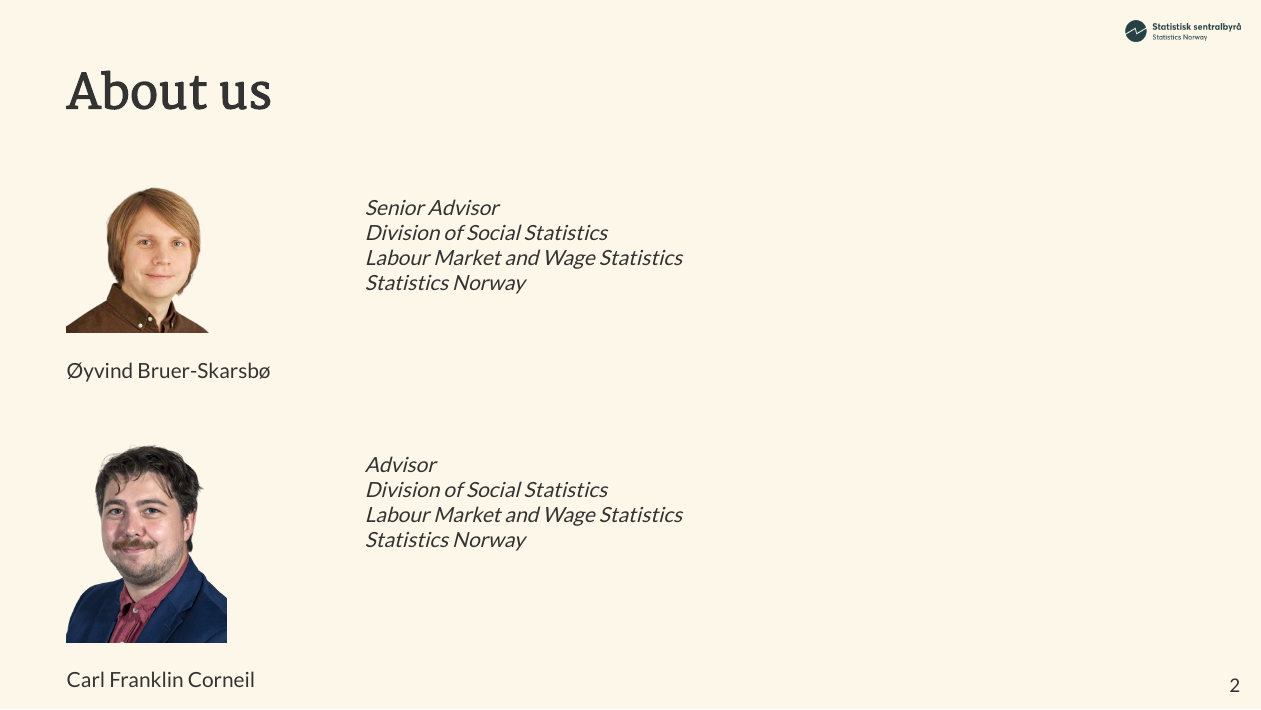 Statistisk sentralbyrå
Statistics Norway
About us
Senior Advisor
Division of Social Statistics
Labour Market and Wage Statistics
Statistics Norway
Øyvind Bruer-Skarsbø
Advisor
Division of Social Statistics
Labour Market and Wage Statistics
Statistics Norway
Carl Franklin Corneil
2